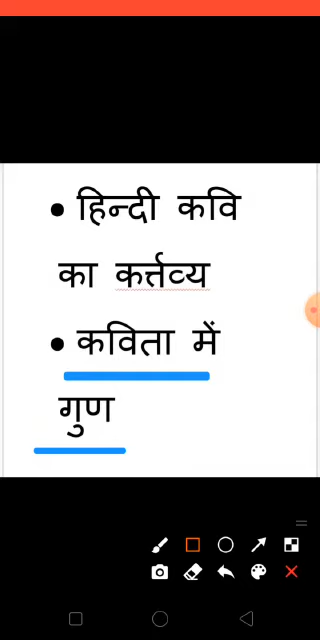 • हिन्दी कवि
का कर्त्तव्य
• कविता में
गुण